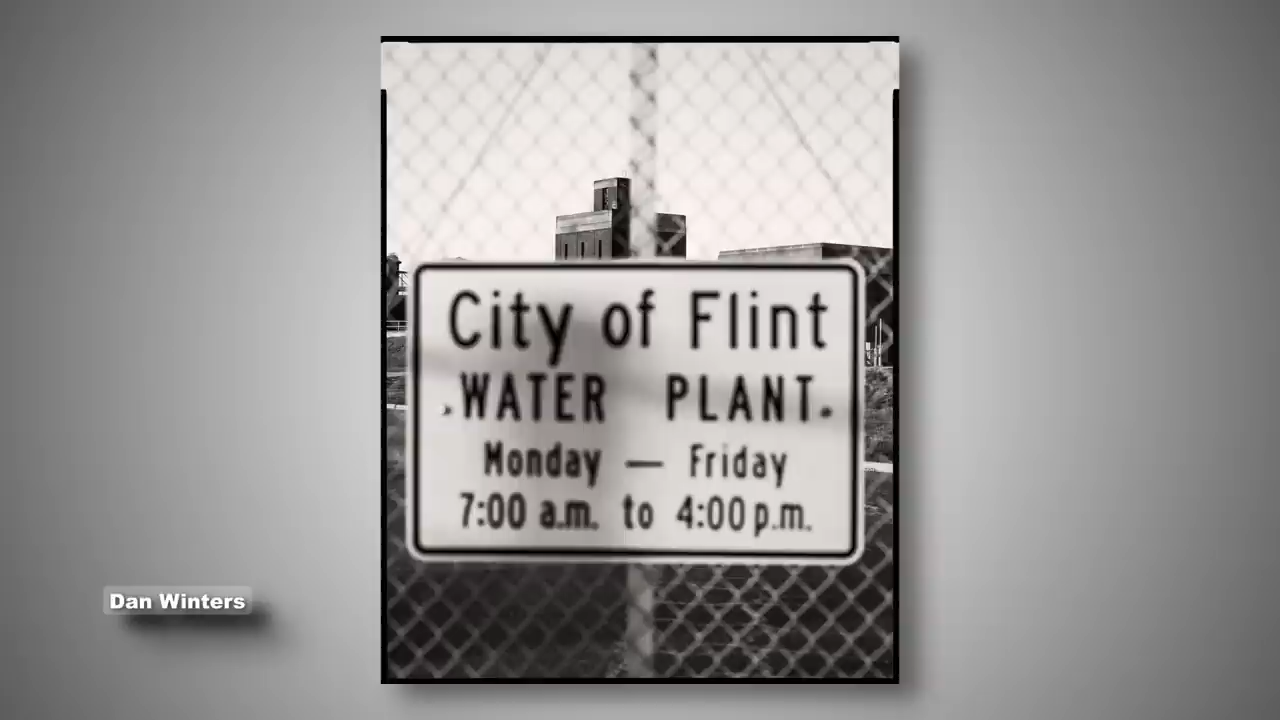 City of Flint
WATER PLANT
Monday — Friday
7:00 a.m. to 4:00 p.m.
Dan Winters